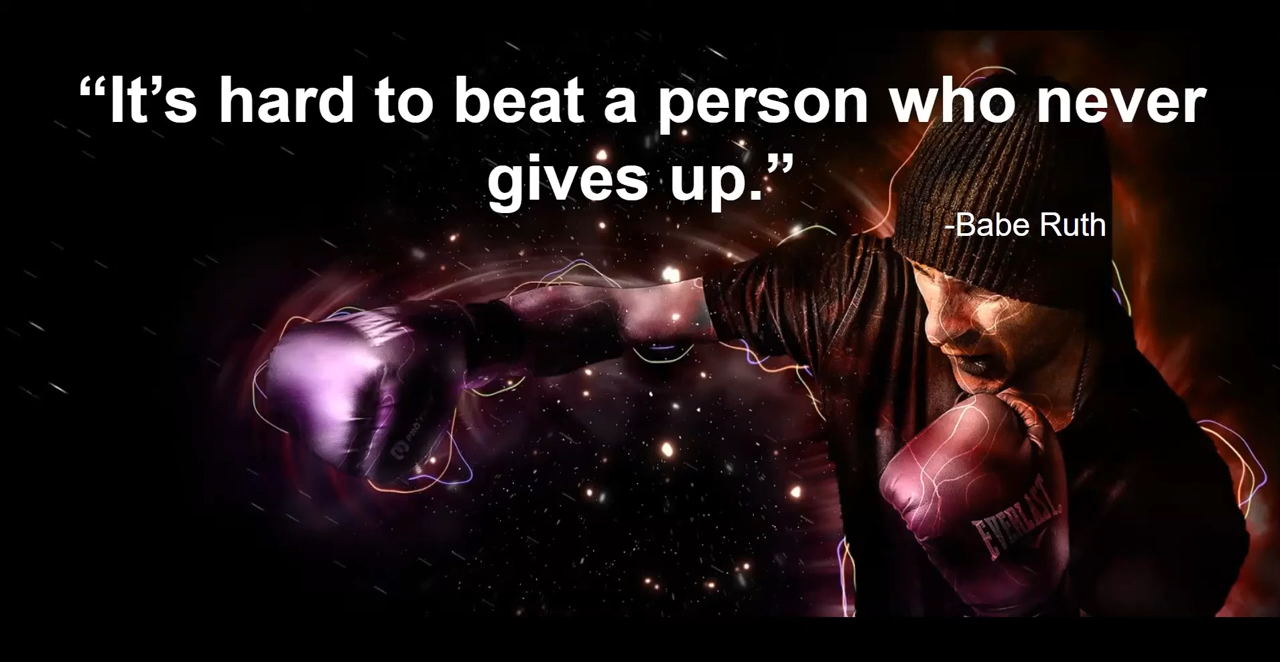 “It’s hard to beat a person who never
gives up.”
-Babe Ruth
EVERLAST